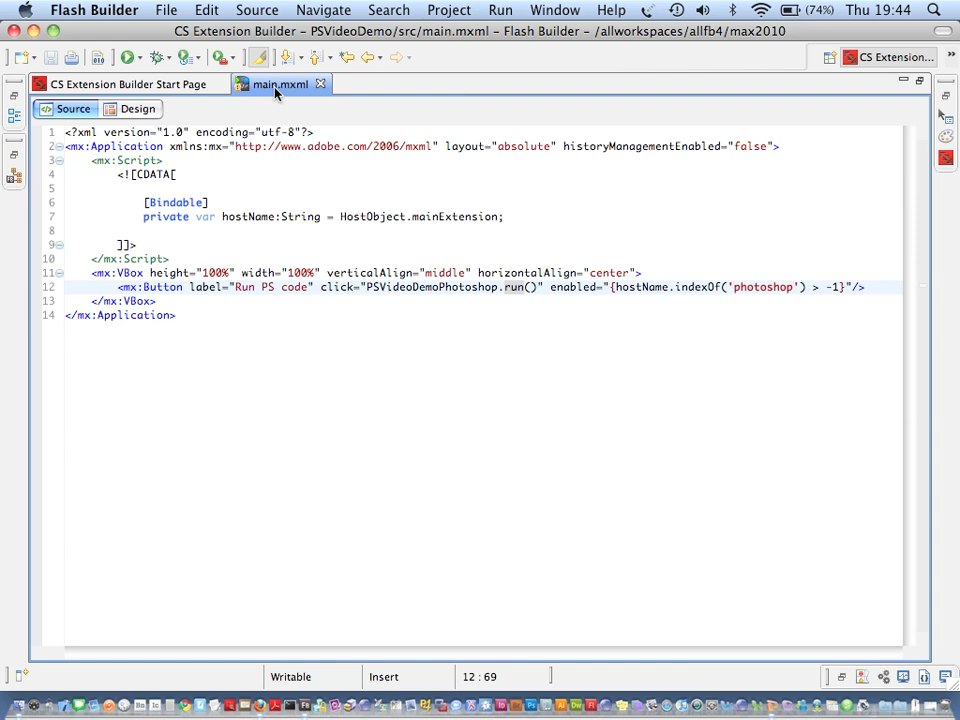 Flash Builder File Edit Source Navigate Search Project Run Window Help (74%) Thu 19:44
CS Extension Builder – PSVideoDemo/src/main.mxml – Flash Builder – /allworkspaces/allfb4/max2010
CS Extension...
CS Extension Builder Start Page main.mxml
Source Design
1 <?xml version="1.0" encoding="utf-8"?>
2 <mx:Application xmlns:mx="http://www.adobe.com/2006/mxml" layout="absolute" historyManagementEnabled="false">
3 <mx:Script>
4 <![CDATA[
5
6 [Bindable]
7 private var hostName:String = HostObject.mainExtension;
8
9 ]]>
10 </mx:Script>
11 <mx:VBox height="100%" width="100%" verticalAlign="middle" horizontalAlign="center">
12 <mx:Button label="Run PS code" click="PSVideoDemoPhotoshop.run()" enabled="{hostName.indexOf('photoshop') > -1}"/>
13 </mx:VBox>
14 </mx:Application>
Writable Insert 12 : 69